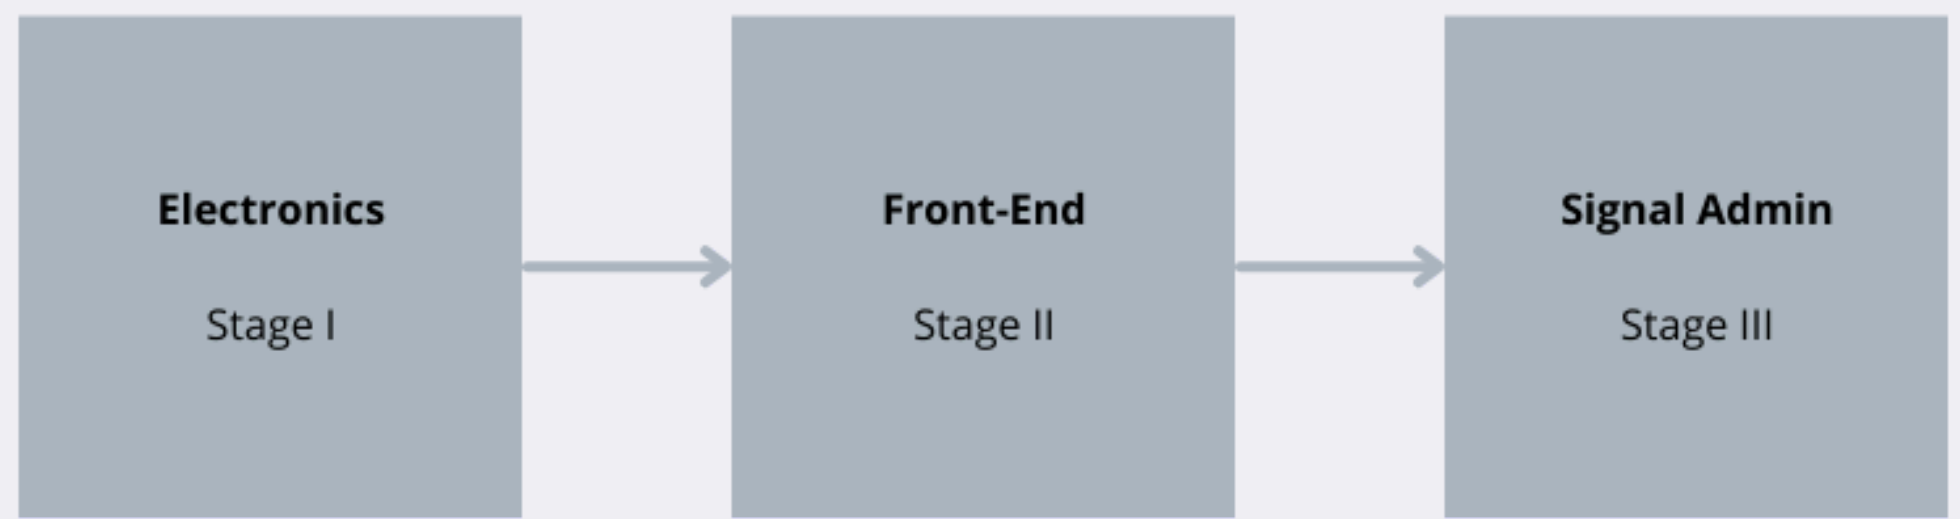 Electronics
Stage I
Front-End
Stage II
Signal Admin
Stage III